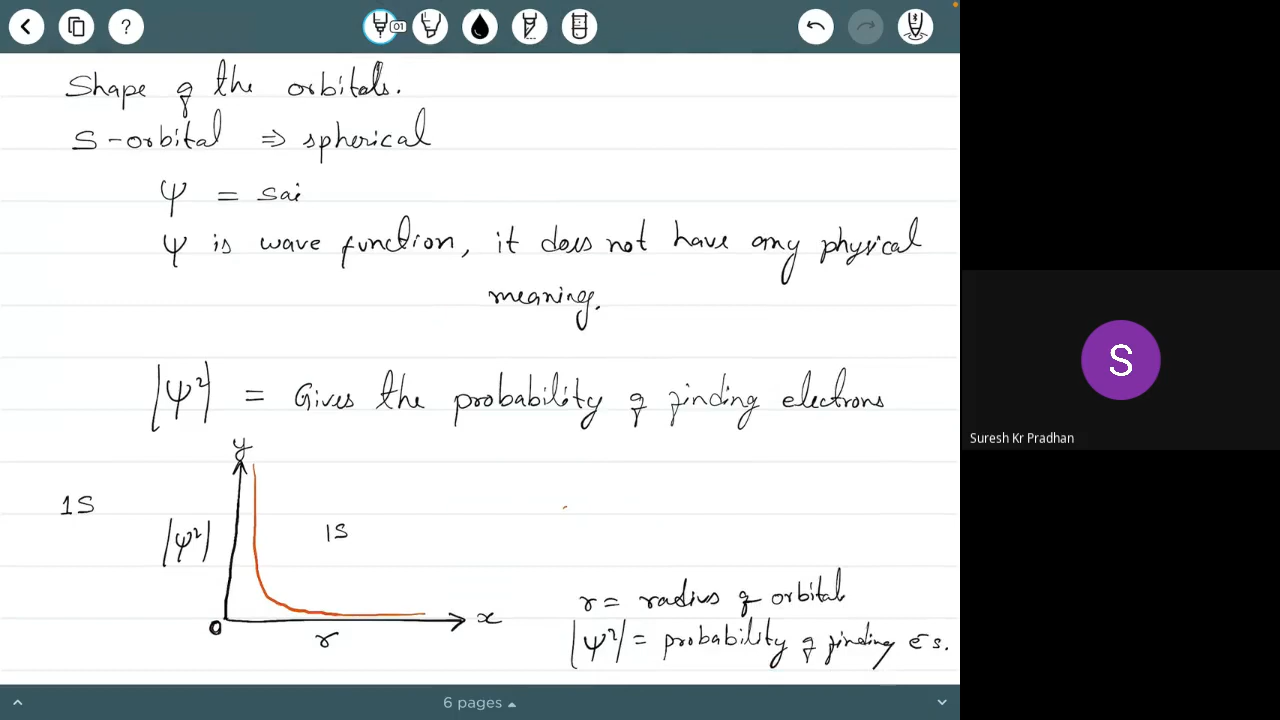 01
Shape of the orbitals.
S-orbital ⇒ spherical
Ψ = sai
Ψ is wave function, it does not have any physical
meaning.
|Ψ²| = Gives the probability of finding electrons
y
1S
|Ψ²|
1S
O
r
x
r = radius of orbital
|Ψ²| = probability of finding e̅s.
S
Suresh Kr Pradhan
6 pages